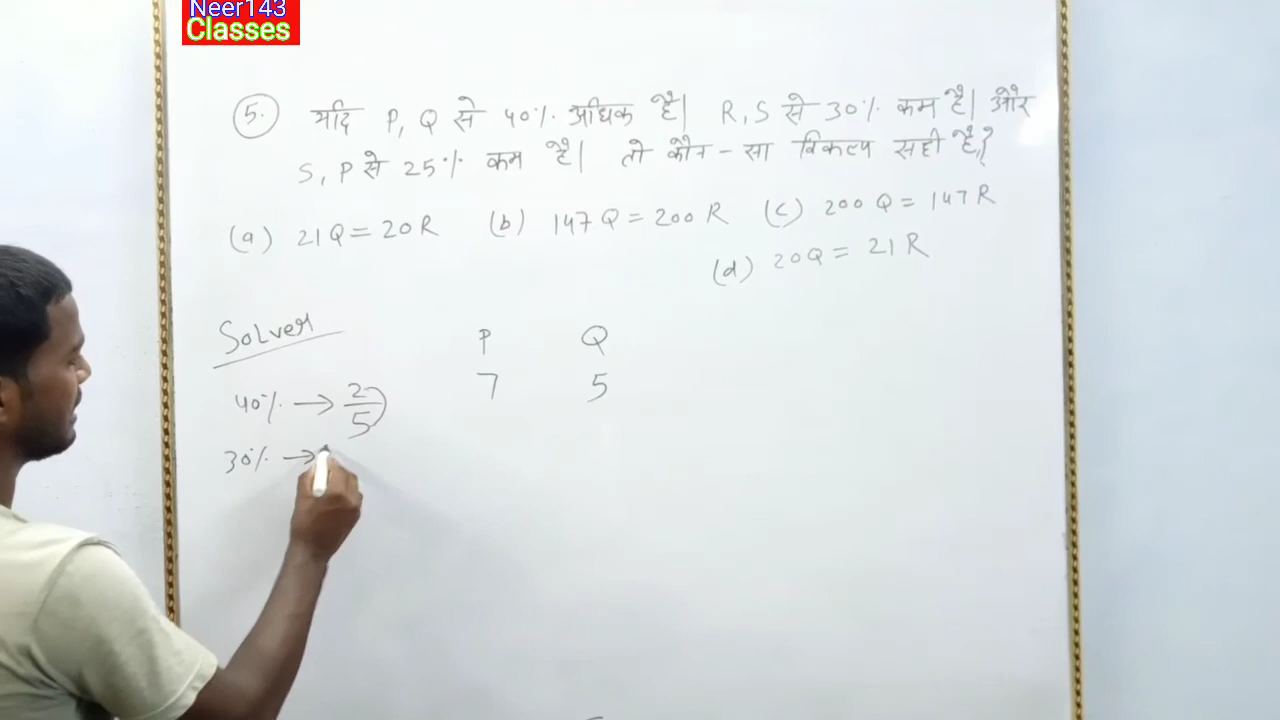 Neer143
Classes
5. यदि P, Q से 40% अधिक है| R, S से 30% कम है| और
S, P से 25% कम है| तो कौन-सा विकल्प सही है?
(a) 21Q = 20R (b) 147Q = 200R (c) 200Q = 147R
(d) 20Q = 21R
Solver
P Q
40% → 2/5 7 5
30% →